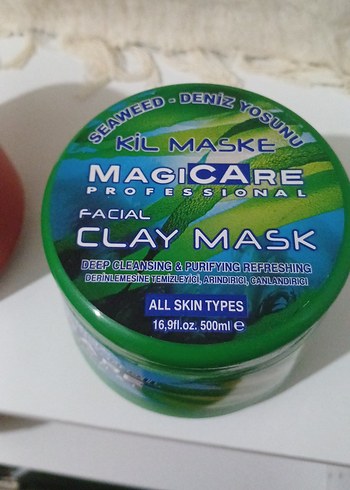 SEAWEED - DENİZ YOSUNU
KİL MASKE
MAGICARE
PROFESSIONAL
FACIAL
CLAY MASK
DEEP CLEANSING & PURIFYING REFRESHING
DERİNLEMESİNE TEMİZLEYİCİ, ARINDIRICI, CANLANDIRICI
ALL SKIN TYPES
16,9fl.oz. 500ml ℮